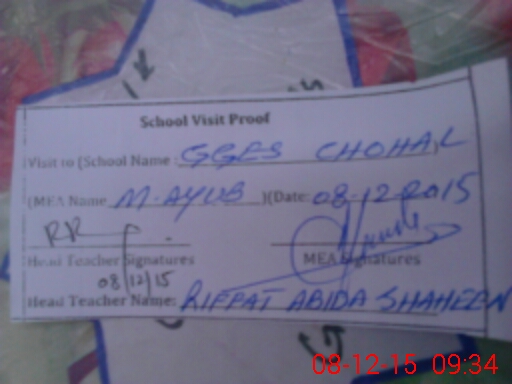 School Visit Proof
Visit to (School Name : GGES CHOHAL
(MEA Name M-AYUB )(Date: 08-12-2015
RR
Head Teacher Signatures MEA Signatures
08/12/15
Head Teacher Name: RIFFAT ABIDA SHAHEEN
08-12-15 09:34